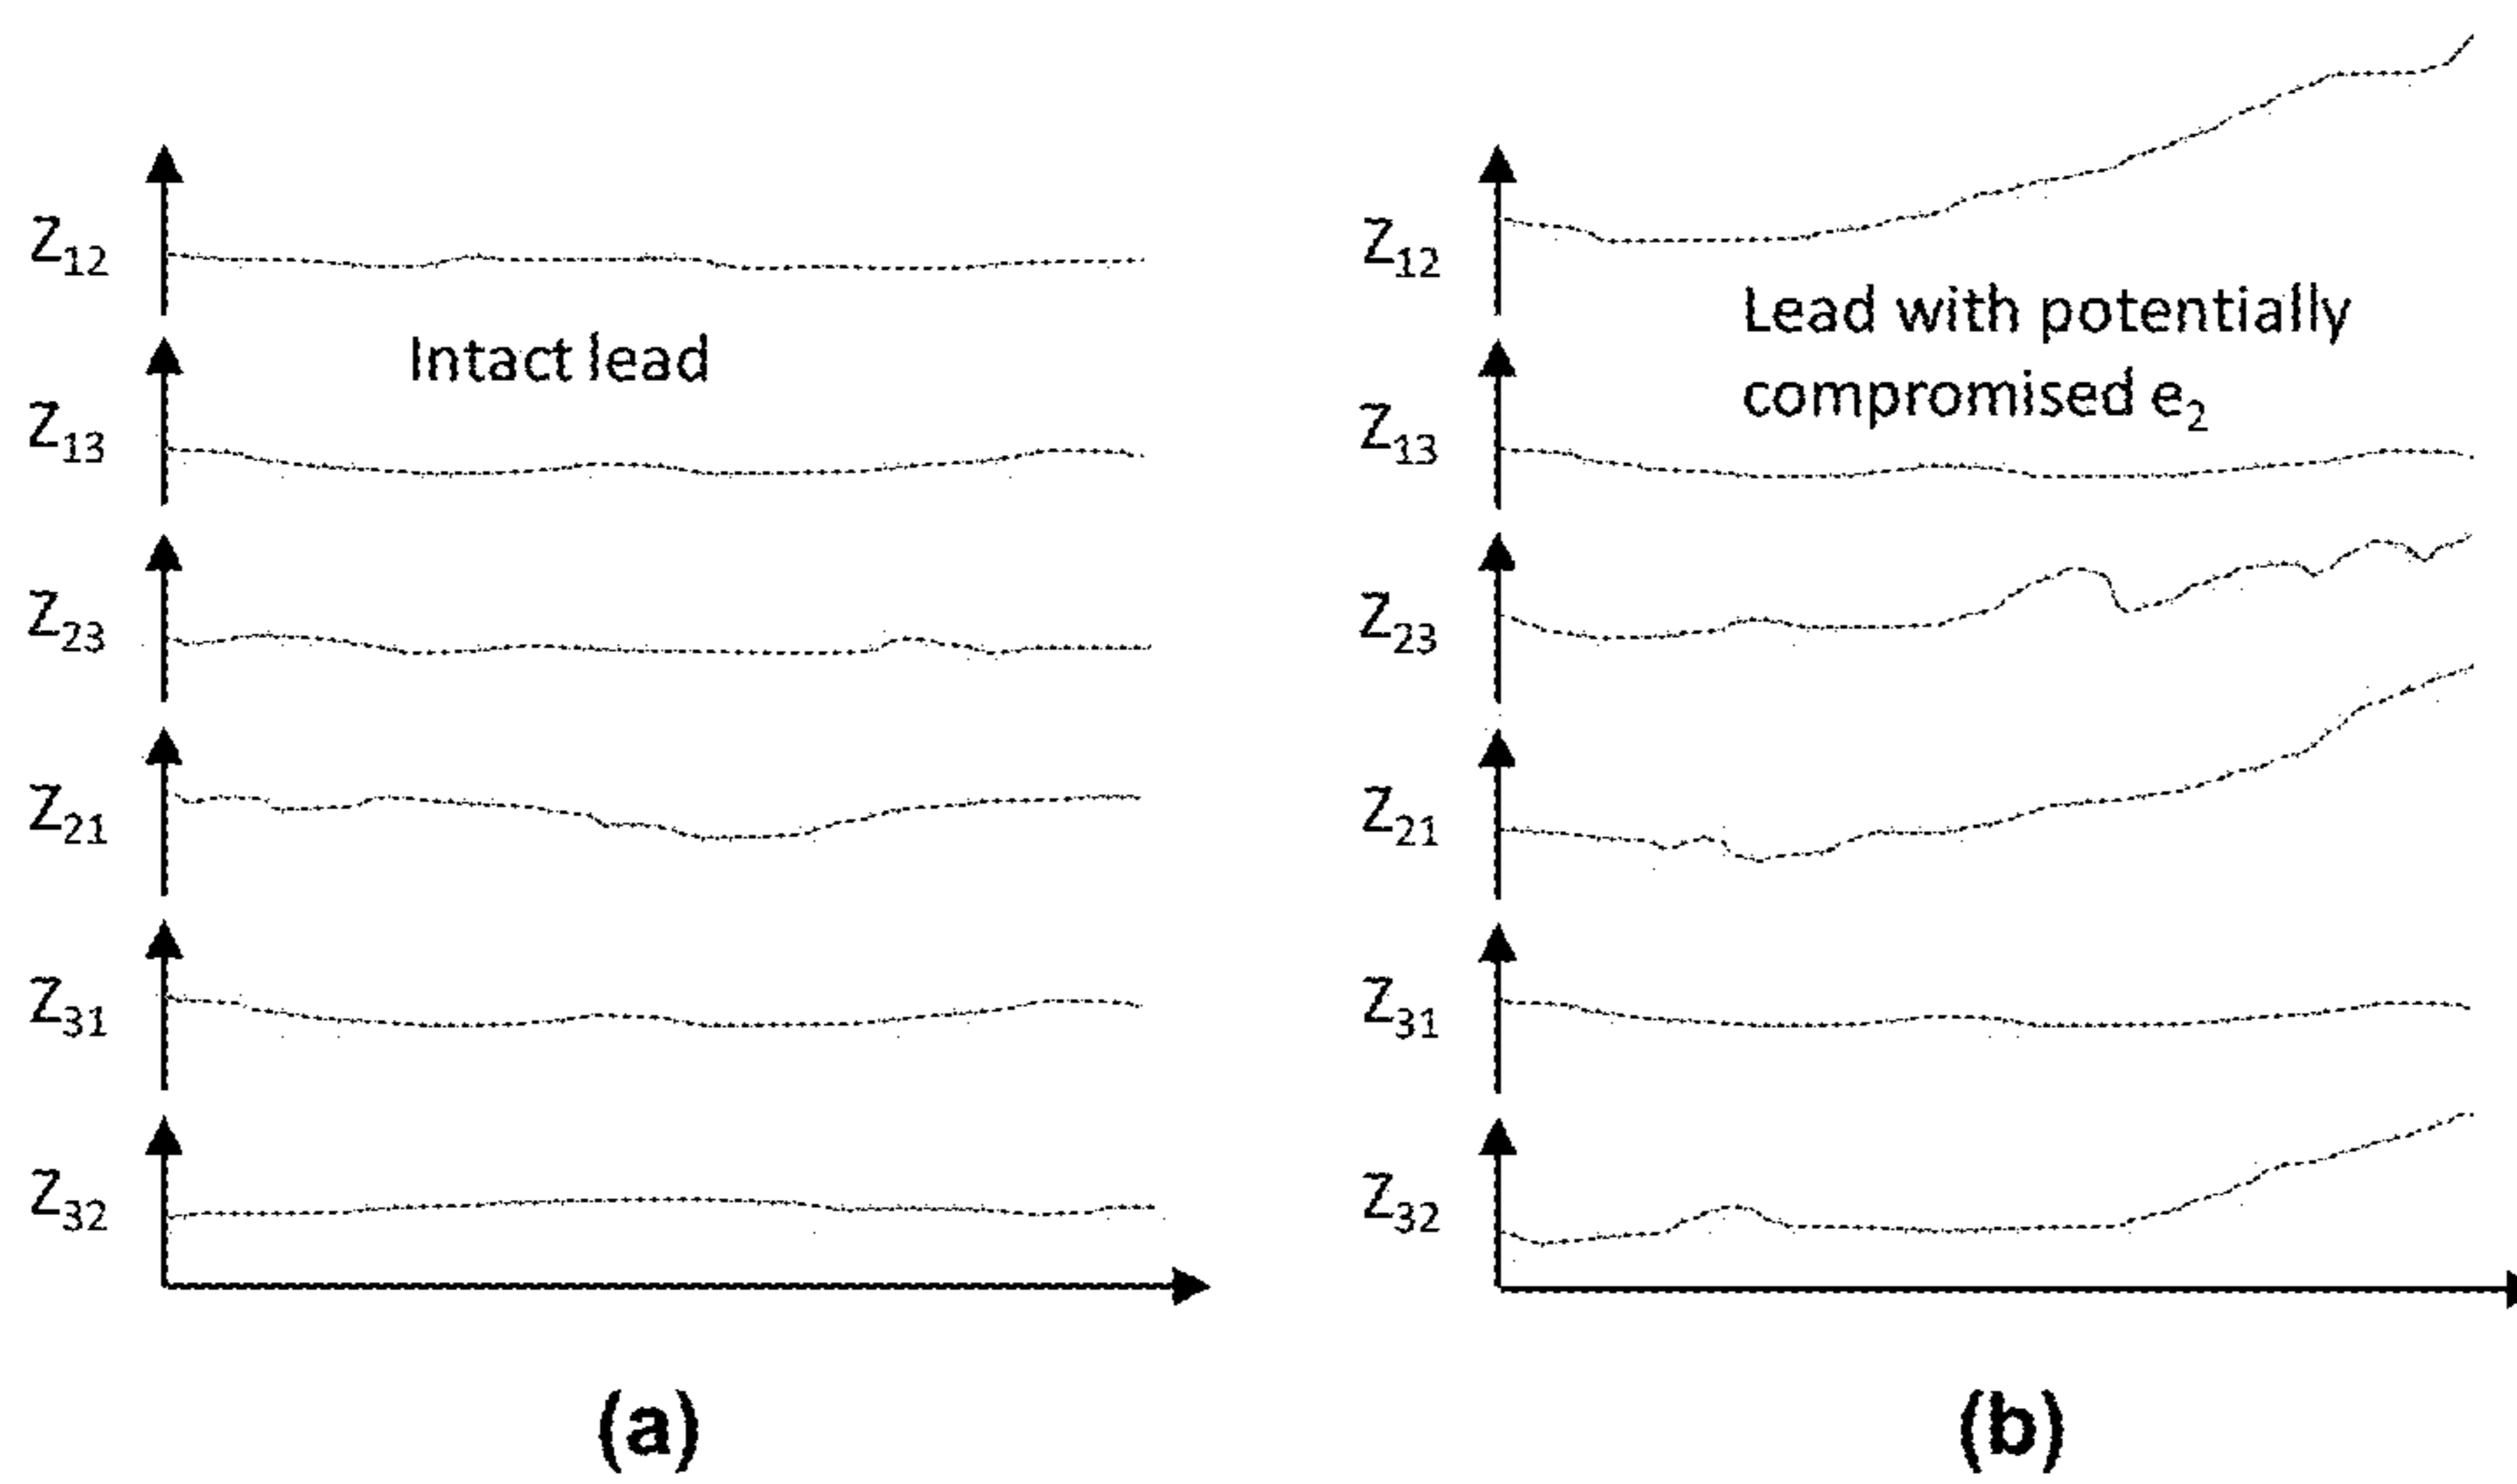 Z12
Z13
Z23
Z21
Z31
Z32
Intact lead
(a)
Z12
Z13
Z23
Z21
Z31
Z32
Lead with potentially
compromised e2
(b)